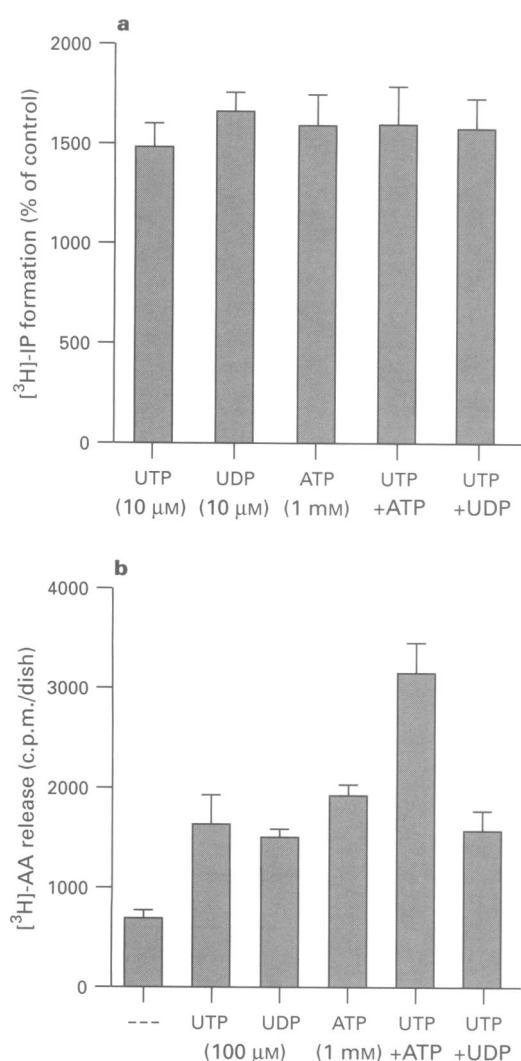 a
2000
1500
1000
500
0
[³H]-IP formation (% of control)
UTP UDP ATP UTP UTP
(10 μM) (10 μM) (1 mM) +ATP +UDP
b
4000
3000
2000
1000
0
[³H]-AA release (c.p.m./dish)
--- UTP UDP ATP UTP UTP
(100 μM) (1 mM) +ATP +UDP